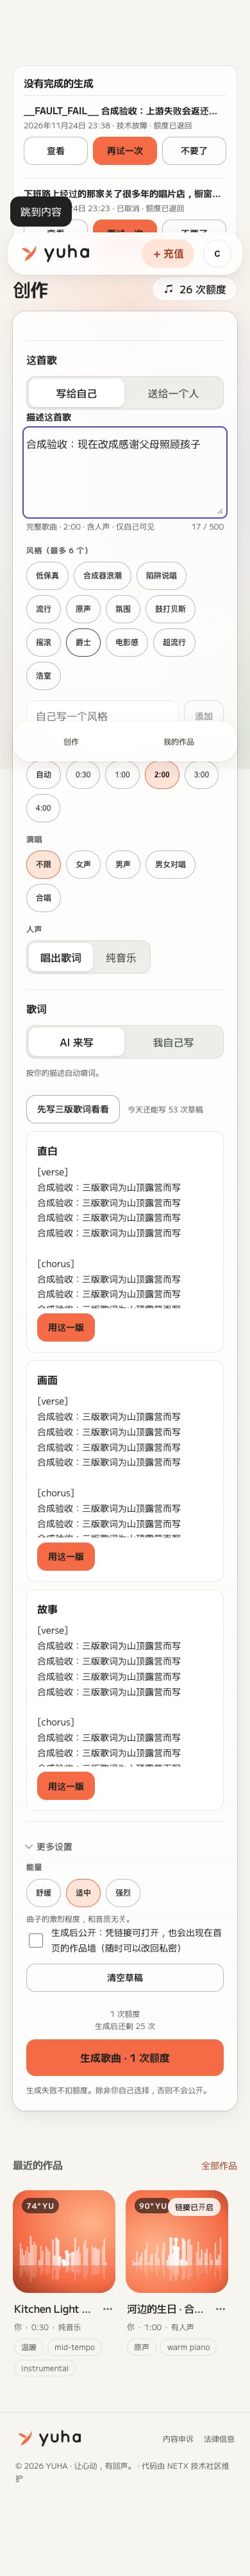 没有完成的生成
__FAULT_FAIL__ 合成验收：上游失败会返还...
2026年11月24日 23:38 · 技术故障 · 额度已退回
查看
再试一次
不要了
下班路上经过的那家关了很多年的唱片店，橱窗...
24日 23:23 · 已取消 · 额度已退回
跳到内容
yuha
+ 充值
C
创作
26 次额度
这首歌
写给自己
送给一个人
描述这首歌
合成验收：现在改成感谢父母照顾孩子
完整歌曲 · 2:00 · 含人声 · 仅自己可见
17 / 500
风格（最多 6 个）
低保真
合成器浪潮
陷阱说唱
流行
原声
氛围
鼓打贝斯
摇滚
爵士
电影感
超流行
浩室
自己写一个风格
添加
创作
我的作品
自动
0:30
1:00
2:00
3:00
4:00
演唱
不限
女声
男声
男女对唱
合唱
人声
唱出歌词
纯音乐
歌词
AI 来写
我自己写
按你的描述自动填词。
先写三版歌词看看
今天还能写 53 次草稿
直白
[verse]
合成验收：三版歌词为山顶露营而写
合成验收：三版歌词为山顶露营而写
合成验收：三版歌词为山顶露营而写
合成验收：三版歌词为山顶露营而写
[chorus]
合成验收：三版歌词为山顶露营而写
合成验收：三版歌词为山顶露营而写
合成验收：三版歌词为山顶露营而写
用这一版
画面
[verse]
合成验收：三版歌词为山顶露营而写
合成验收：三版歌词为山顶露营而写
合成验收：三版歌词为山顶露营而写
合成验收：三版歌词为山顶露营而写
[chorus]
合成验收：三版歌词为山顶露营而写
合成验收：三版歌词为山顶露营而写
合成验收：三版歌词为山顶露营而写
用这一版
故事
[verse]
合成验收：三版歌词为山顶露营而写
合成验收：三版歌词为山顶露营而写
合成验收：三版歌词为山顶露营而写
合成验收：三版歌词为山顶露营而写
[chorus]
合成验收：三版歌词为山顶露营而写
合成验收：三版歌词为山顶露营而写
用这一版
更多设置
能量
舒缓
适中
强烈
曲子的激烈程度，和音质无关。
生成后公开：凭链接可打开，也会出现在首
页的作品墙（随时可以改回私密）
清空草稿
1 次额度
生成后还剩 25 次
生成歌曲 · 1 次额度
生成失败不扣额度。除非你自己选择，否则不会公开。
最近的作品
全部作品
74°YU
90°YU
链接已开启
Kitchen Light ...
你 · 0:30 · 纯音乐
温暖
mid-tempo
instrumental
河边的生日 · 合...
你 · 1:00 · 有人声
原声
warm piano
yuha
内容申诉
法律信息
© 2026 YUHA · 让心动，有回声。 · 代码由 NETX 技术社区维
护